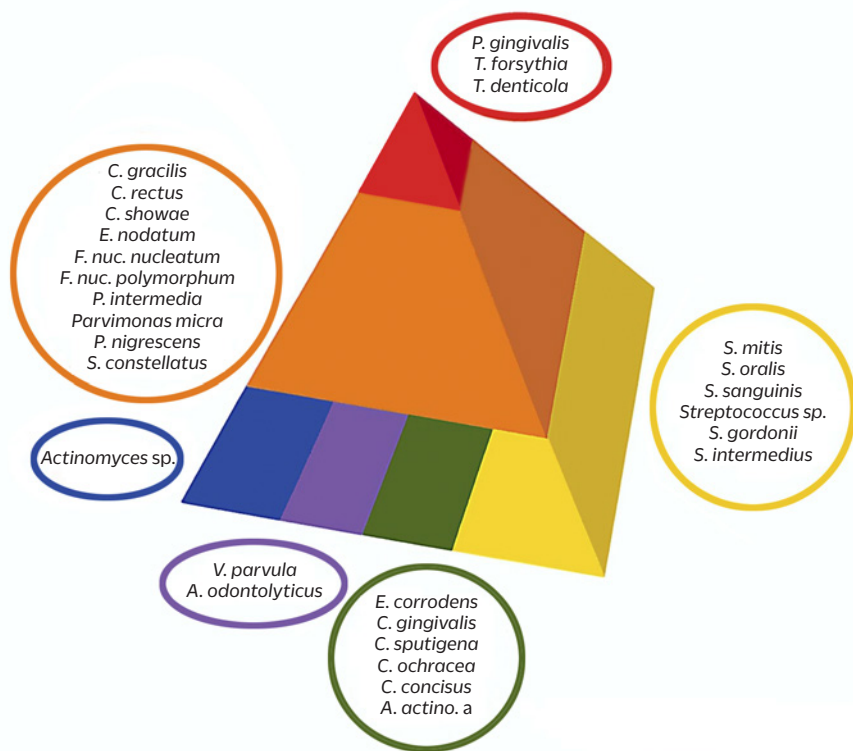 P. gingivalis
T. forsythia
T. denticola
C. gracilis
C. rectus
C. showae
E. nodatum
F. nuc. nucleatum
F. nuc. polymorphum
P. intermedia
Parvimonas micra
P. nigrescens
S. constellatus
S. mitis
S. oralis
S. sanguinis
Streptococcus sp.
S. gordonii
S. intermedius
Actinomyces sp.
V. parvula
A. odontolyticus
E. corrodens
C. gingivalis
C. sputigena
C. ochracea
C. concisus
A. actino. a